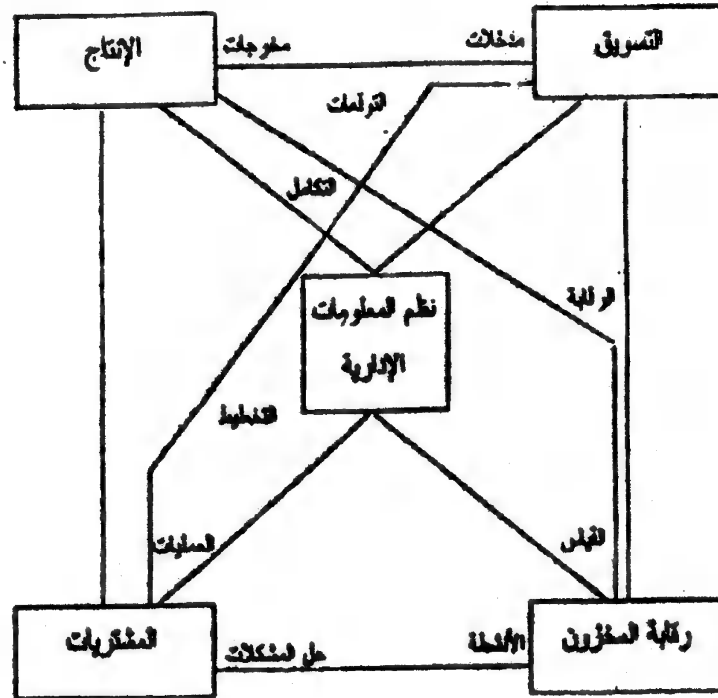 التسويق
مدخلات
مخرجات
الإنتاج
التوقعات
التكامل
الرقابة
نظم المعلومات
الإدارية
التخطيط
القياس
العمليات
رقابة المخزون
الأنشطة
حل المشكلات
المشتريات